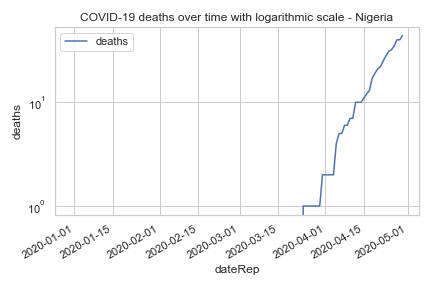 COVID-19 deaths over time with logarithmic scale - Nigeria
deaths
deaths
10¹
10⁰
2020-01-01
2020-01-15
2020-02-01
2020-02-15
2020-03-01
2020-03-15
2020-04-01
2020-04-15
2020-05-01
dateRep